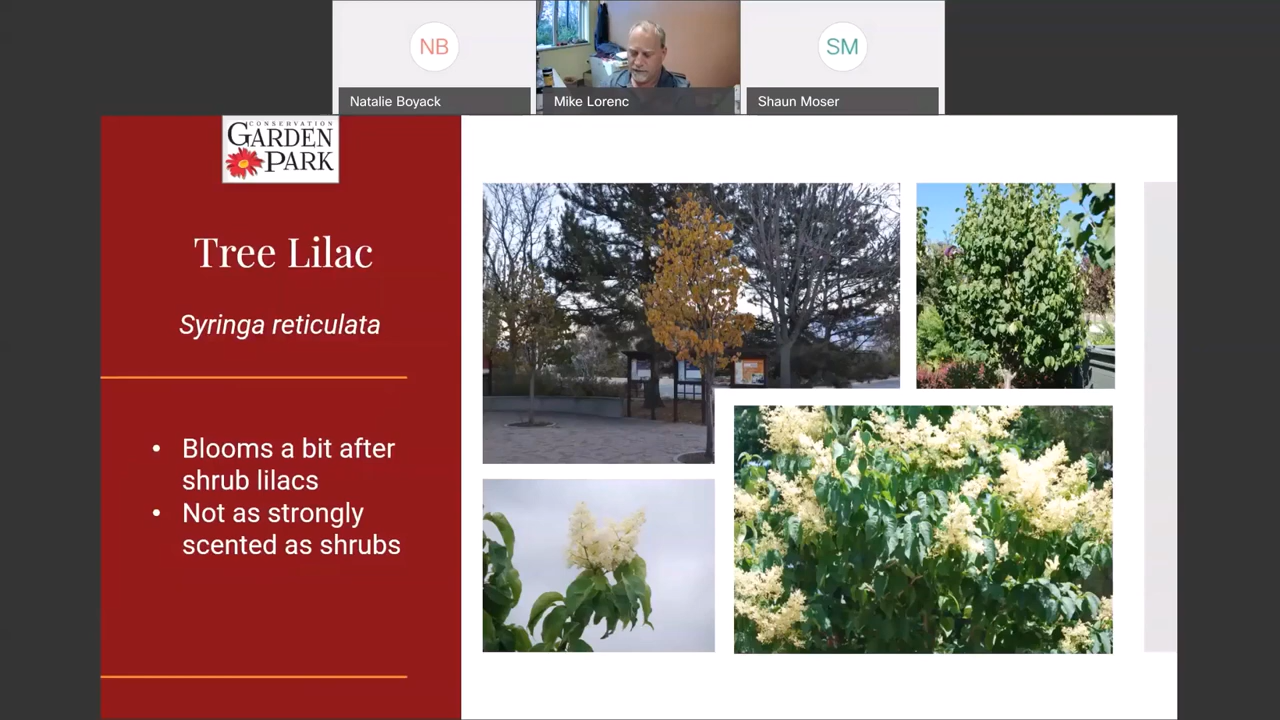 NB
SM
Natalie Boyack
Mike Lorenc
Shaun Moser
CONSERVATION
GARDEN
PARK
Tree Lilac
Syringa reticulata
• Blooms a bit after
shrub lilacs
• Not as strongly
scented as shrubs